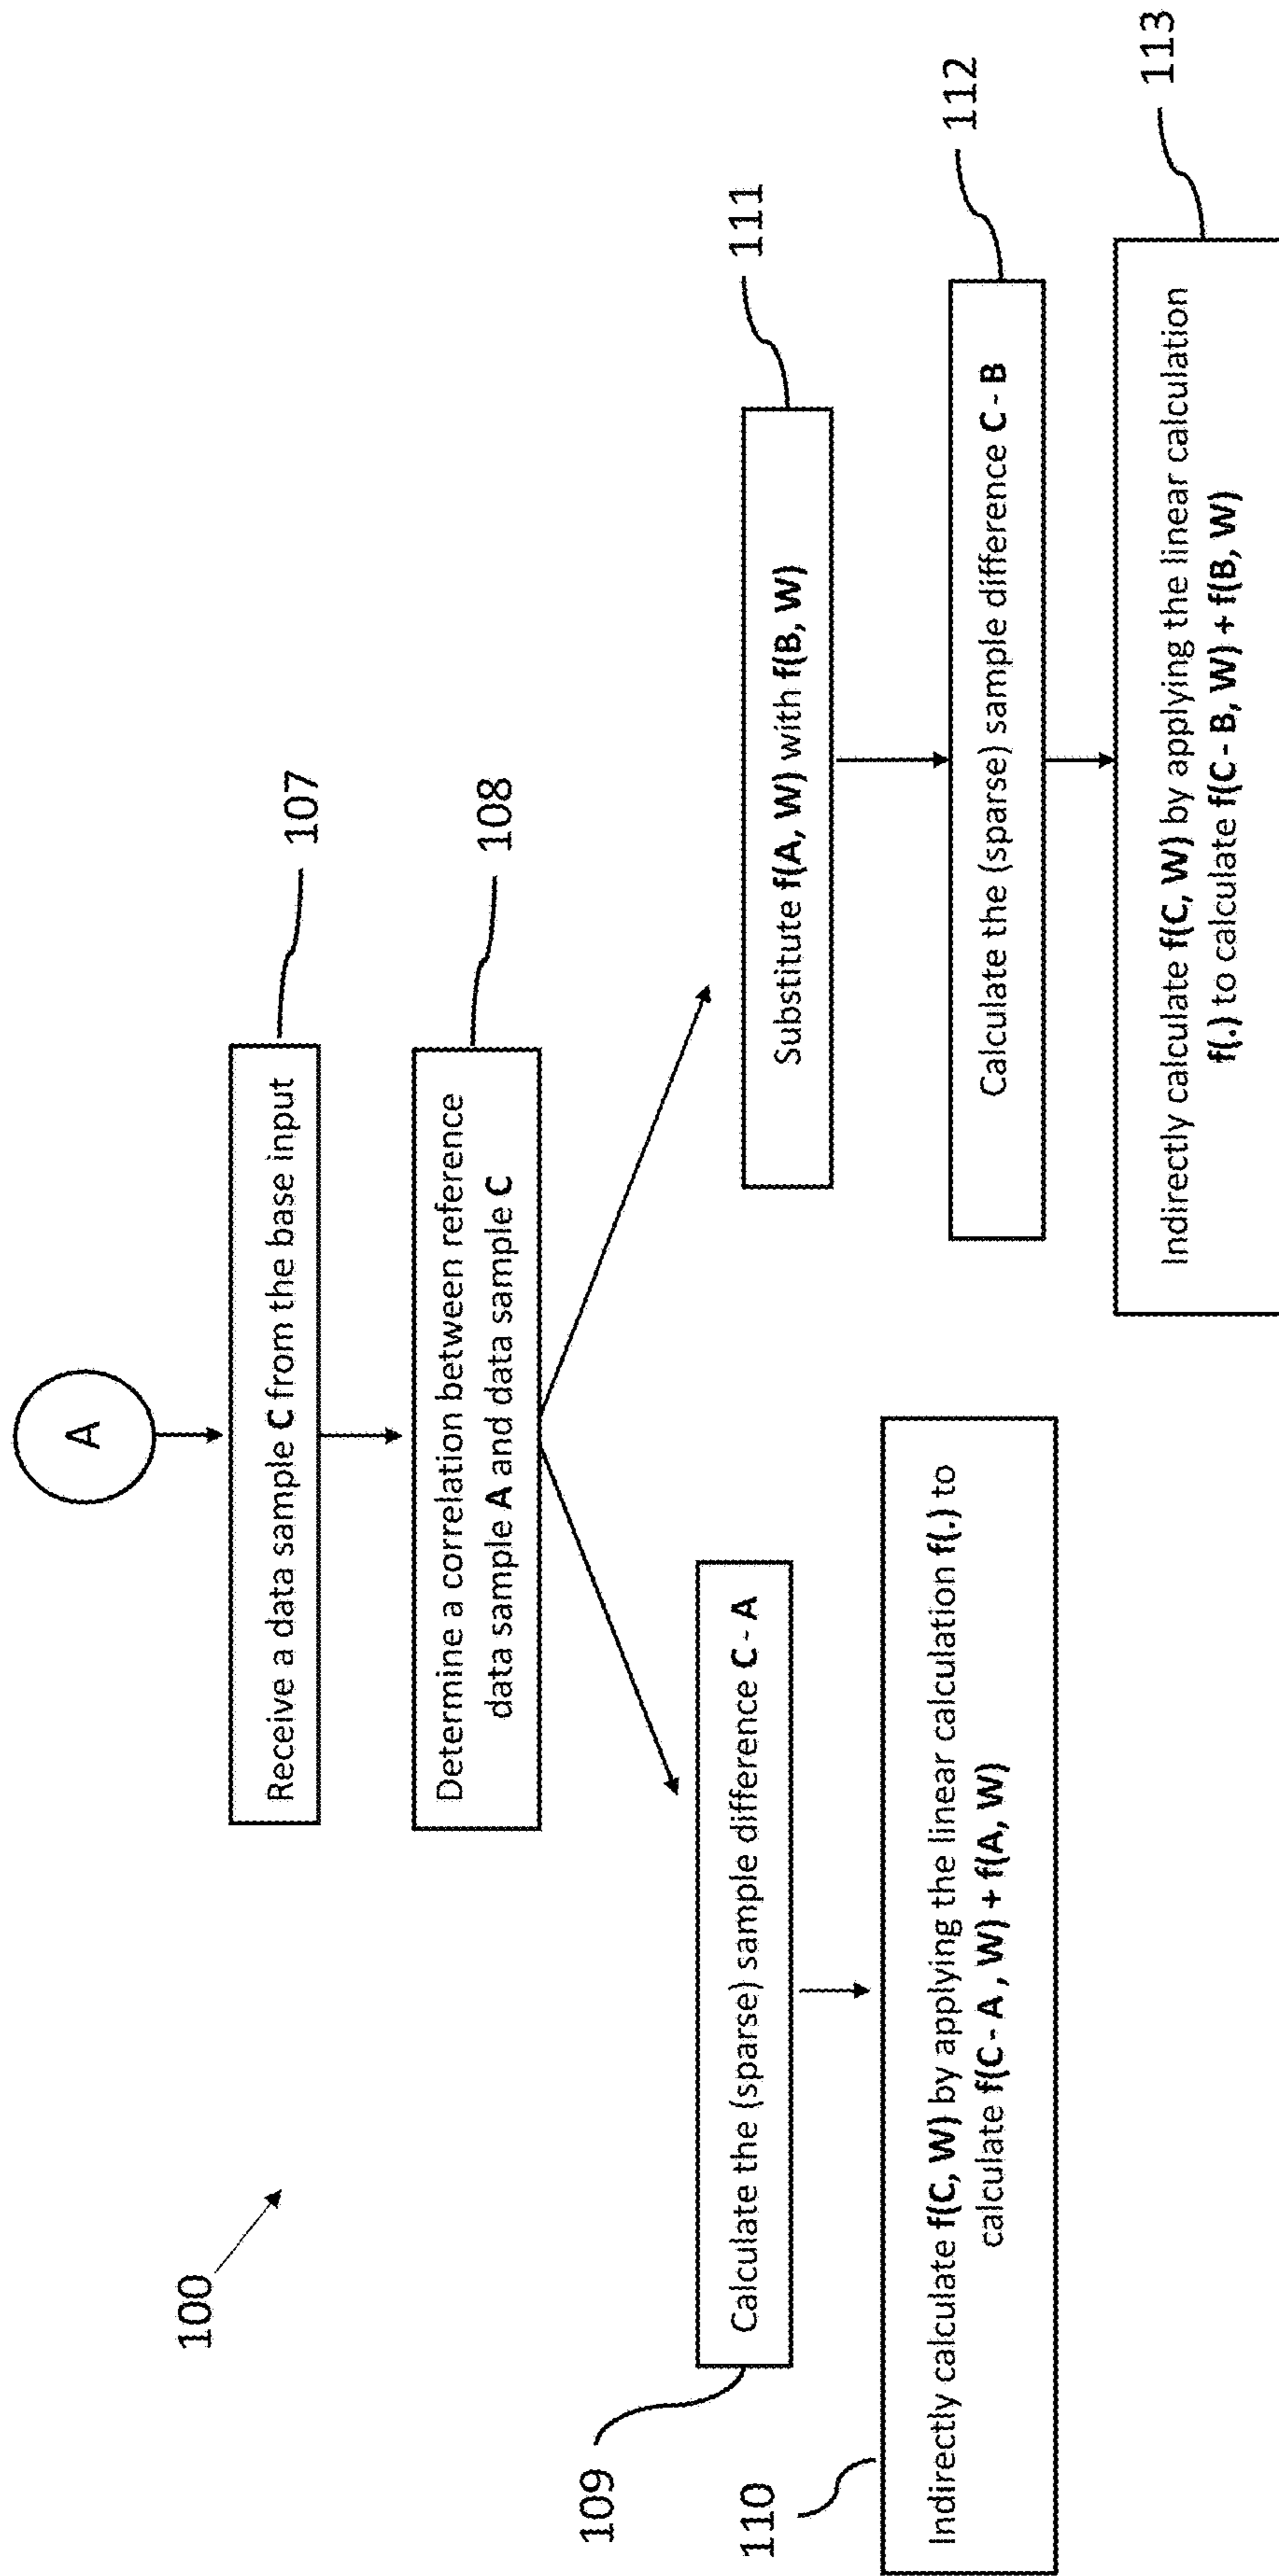 100
A
Receive a data sample C from the base input
107
Determine a correlation between reference
data sample A and data sample C
108
109
Calculate the (sparse) sample difference C - A
110
Indirectly calculate f(C, W) by applying the linear calculation f(.) to
calculate f(C - A , W) + f(A, W)
Substitute f(A, W) with f(B, W)
111
Calculate the (sparse) sample difference C - B
112
Indirectly calculate f(C, W) by applying the linear calculation
f(.) to calculate f(C - B, W) + f(B, W)
113